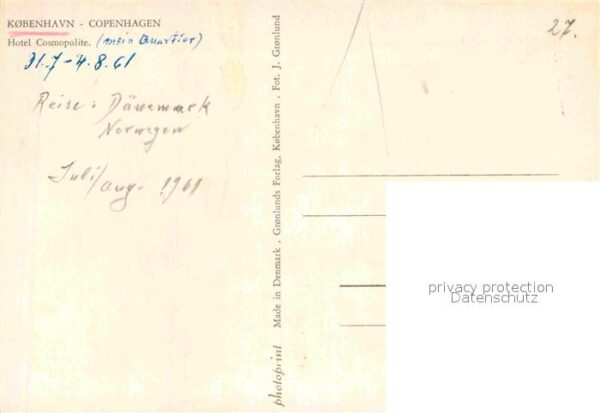 KØBENHAVN - COPENHAGEN
Hotel Cosmopolite. (mein Quartier)
31.7-4.8.61
Reise: Dänemark
Norwegen
Juli/Aug. 1961
photoprint Made in Denmark . Grønlunds Forlag, København . Fot. J. Grønlund
27.
privacy protection
Datenschutz